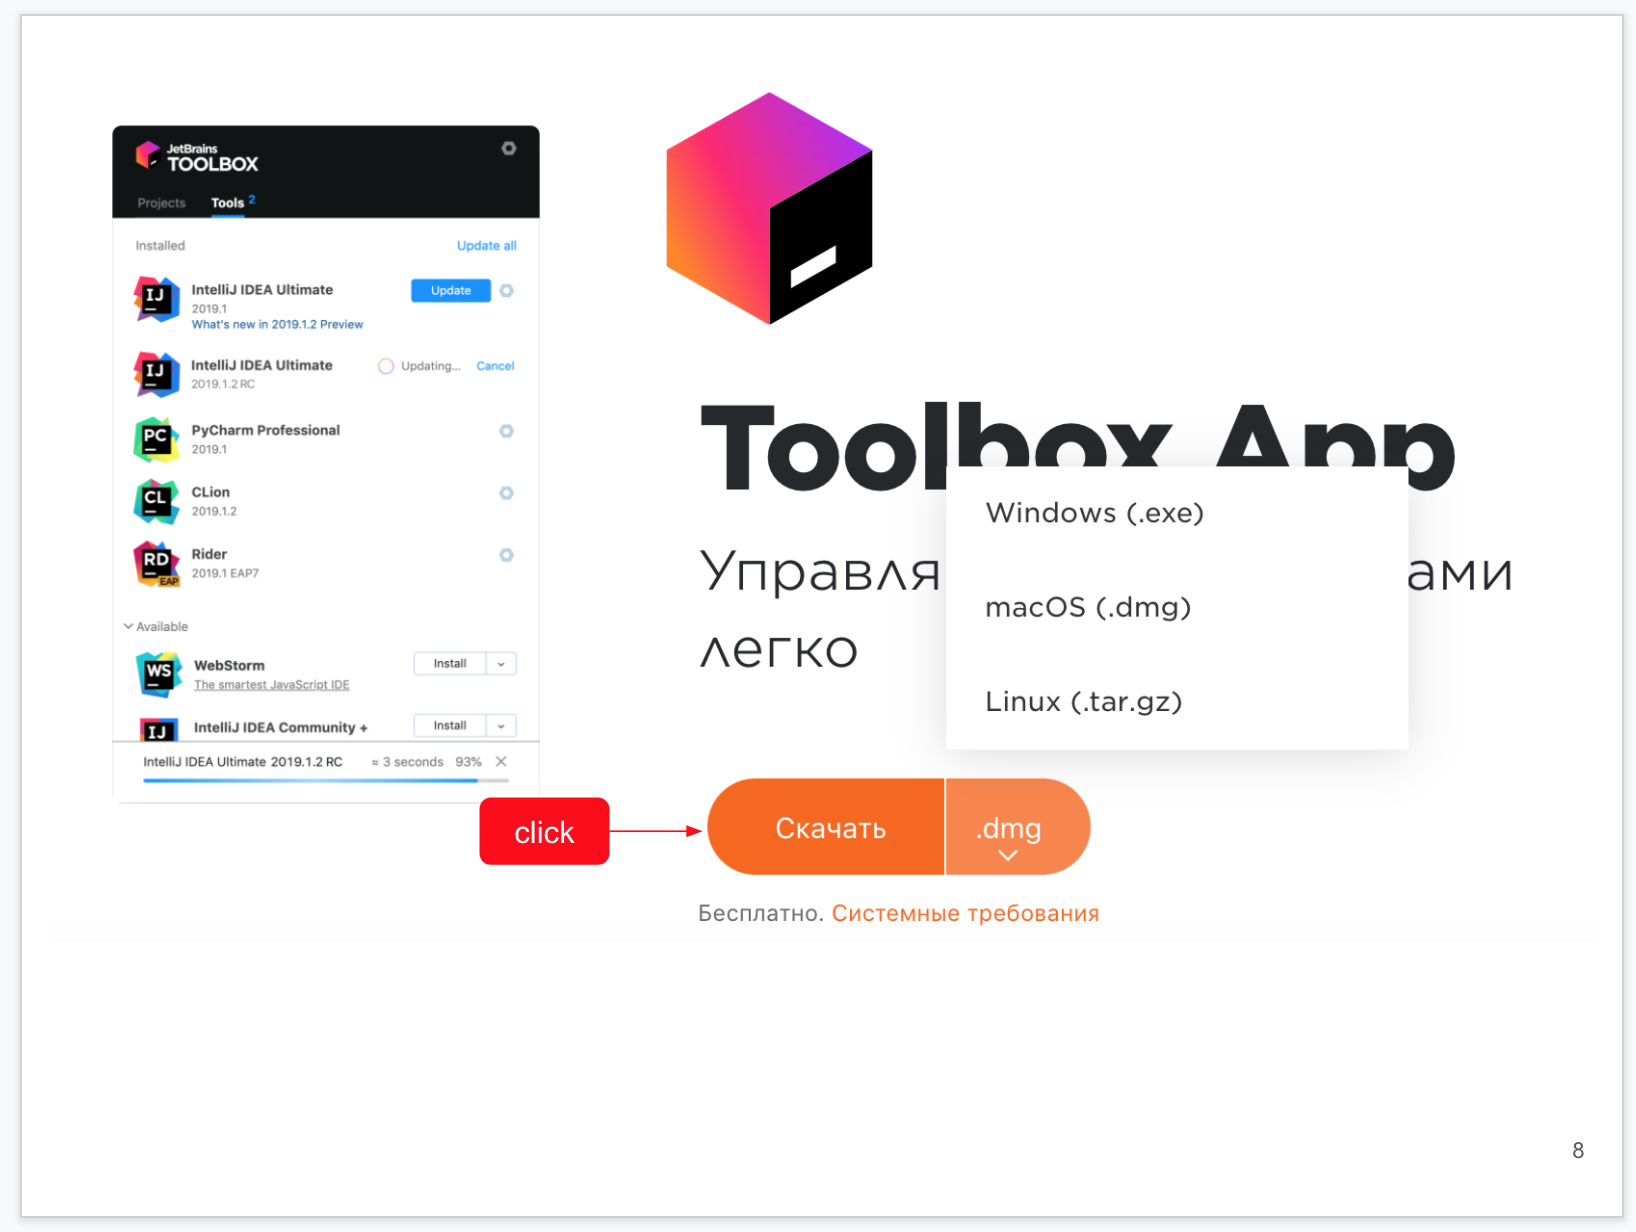 JetBrains
TOOLBOX
Projects
Tools 2
Installed
Update all
IJ
IntelliJ IDEA Ultimate
Update
2019.1
What's new in 2019.1.2 Preview
IJ
IntelliJ IDEA Ultimate
Updating...
Cancel
2019.1.2 RC
PC
PyCharm Professional
2019.1
CL
CLion
2019.1.2
RD
EAP
Rider
2019.1 EAP7
Available
WS
WebStorm
Install
The smartest JavaScript IDE
IJ
IntelliJ IDEA Community +
Install
IntelliJ IDEA Ultimate 2019.1.2 RC
≈ 3 seconds
93%
Toolbox App
Управля
ами
легко
Windows (.exe)
macOS (.dmg)
Linux (.tar.gz)
click
Скачать
.dmg
Бесплатно. Системные требования
8